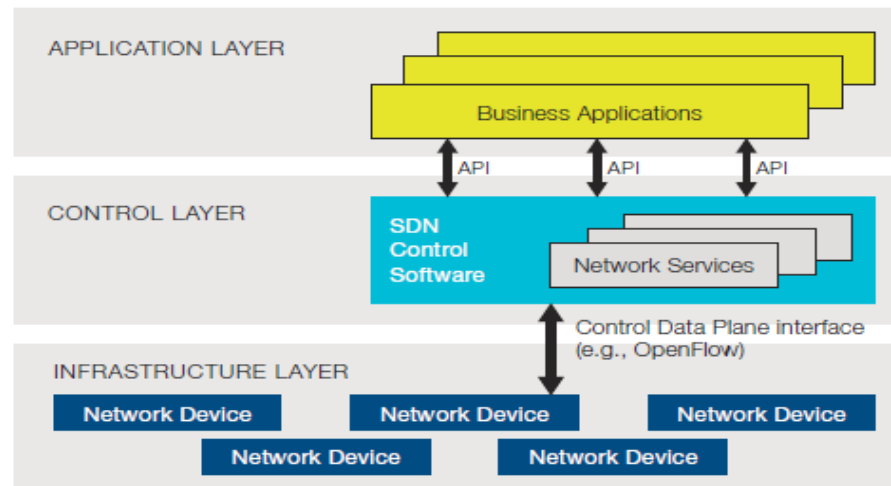 APPLICATION LAYER
Business Applications
API
API
API
CONTROL LAYER
SDN
Control
Software
Network Services
Control Data Plane interface
(e.g., OpenFlow)
INFRASTRUCTURE LAYER
Network Device
Network Device
Network Device
Network Device
Network Device